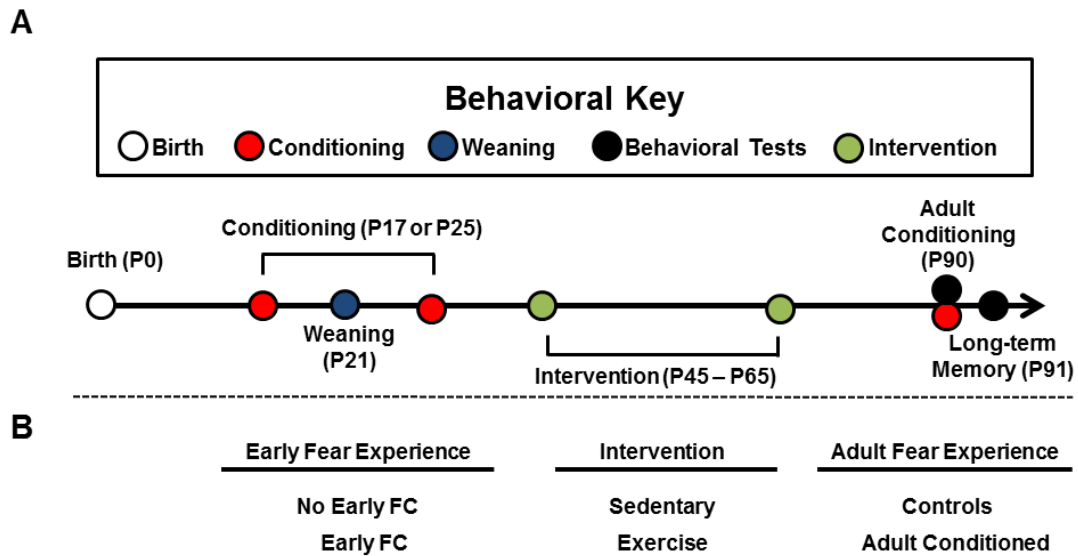 A
Behavioral Key
Birth Conditioning Weaning Behavioral Tests Intervention
Conditioning (P17 or P25)
Adult
Conditioning
(P90)
Birth (P0)
Weaning
(P21)
Intervention (P45 – P65)
Long-term
Memory (P91)
B
Early Fear Experience Intervention Adult Fear Experience
No Early FC Sedentary Controls
Early FC Exercise Adult Conditioned